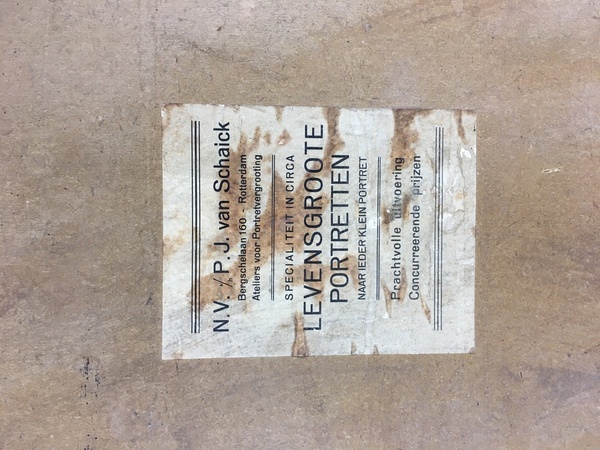 N.V. ⁒ P. J. van Schaick
Bergschelaan 160 - Rotterdam
Ateliers voor Portretvergrooting
SPECIALITEIT IN CIRCA
LEVENSGROOTE
PORTRETTEN
NAAR IEDER KLEIN PORTRET
Prachtvolle uitvoering
Concurreerende prijzen